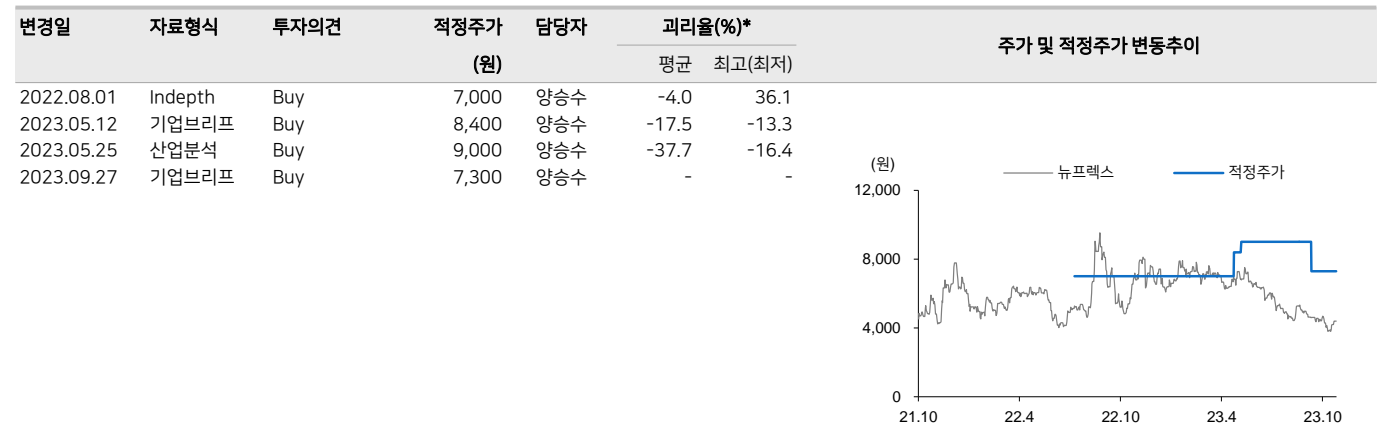 변경일 자료형식 투자의견 적정주가 담당자 괴리율(%)* 주가 및 적정주가 변동추이
(원) 평균 최고(최저)
2022.08.01 Indepth Buy 7,000 양승수 -4.0 36.1
2023.05.12 기업브리프 Buy 8,400 양승수 -17.5 -13.3
2023.05.25 산업분석 Buy 9,000 양승수 -37.7 -16.4
2023.09.27 기업브리프 Buy 7,300 양승수 - -
(원) 뉴프렉스 적정주가
12,000
8,000
4,000
0
21.10 22.4 22.10 23.4 23.10